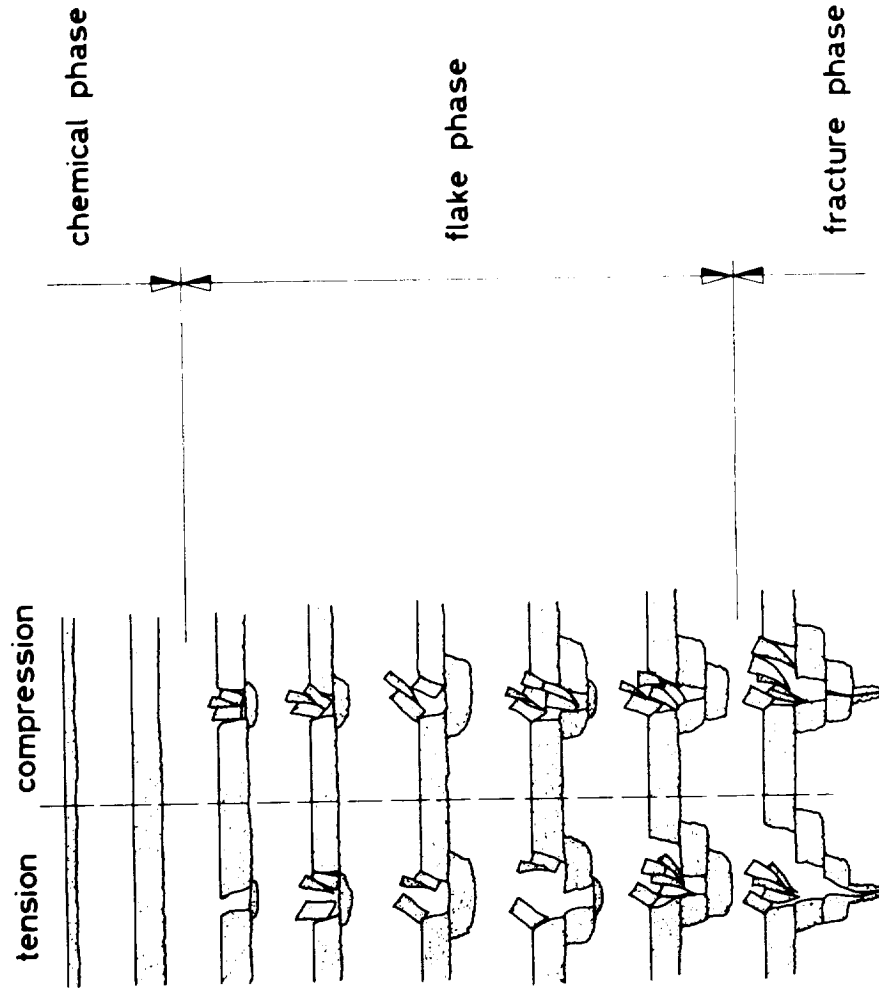 tension
compression
chemical phase
flake phase
fracture phase